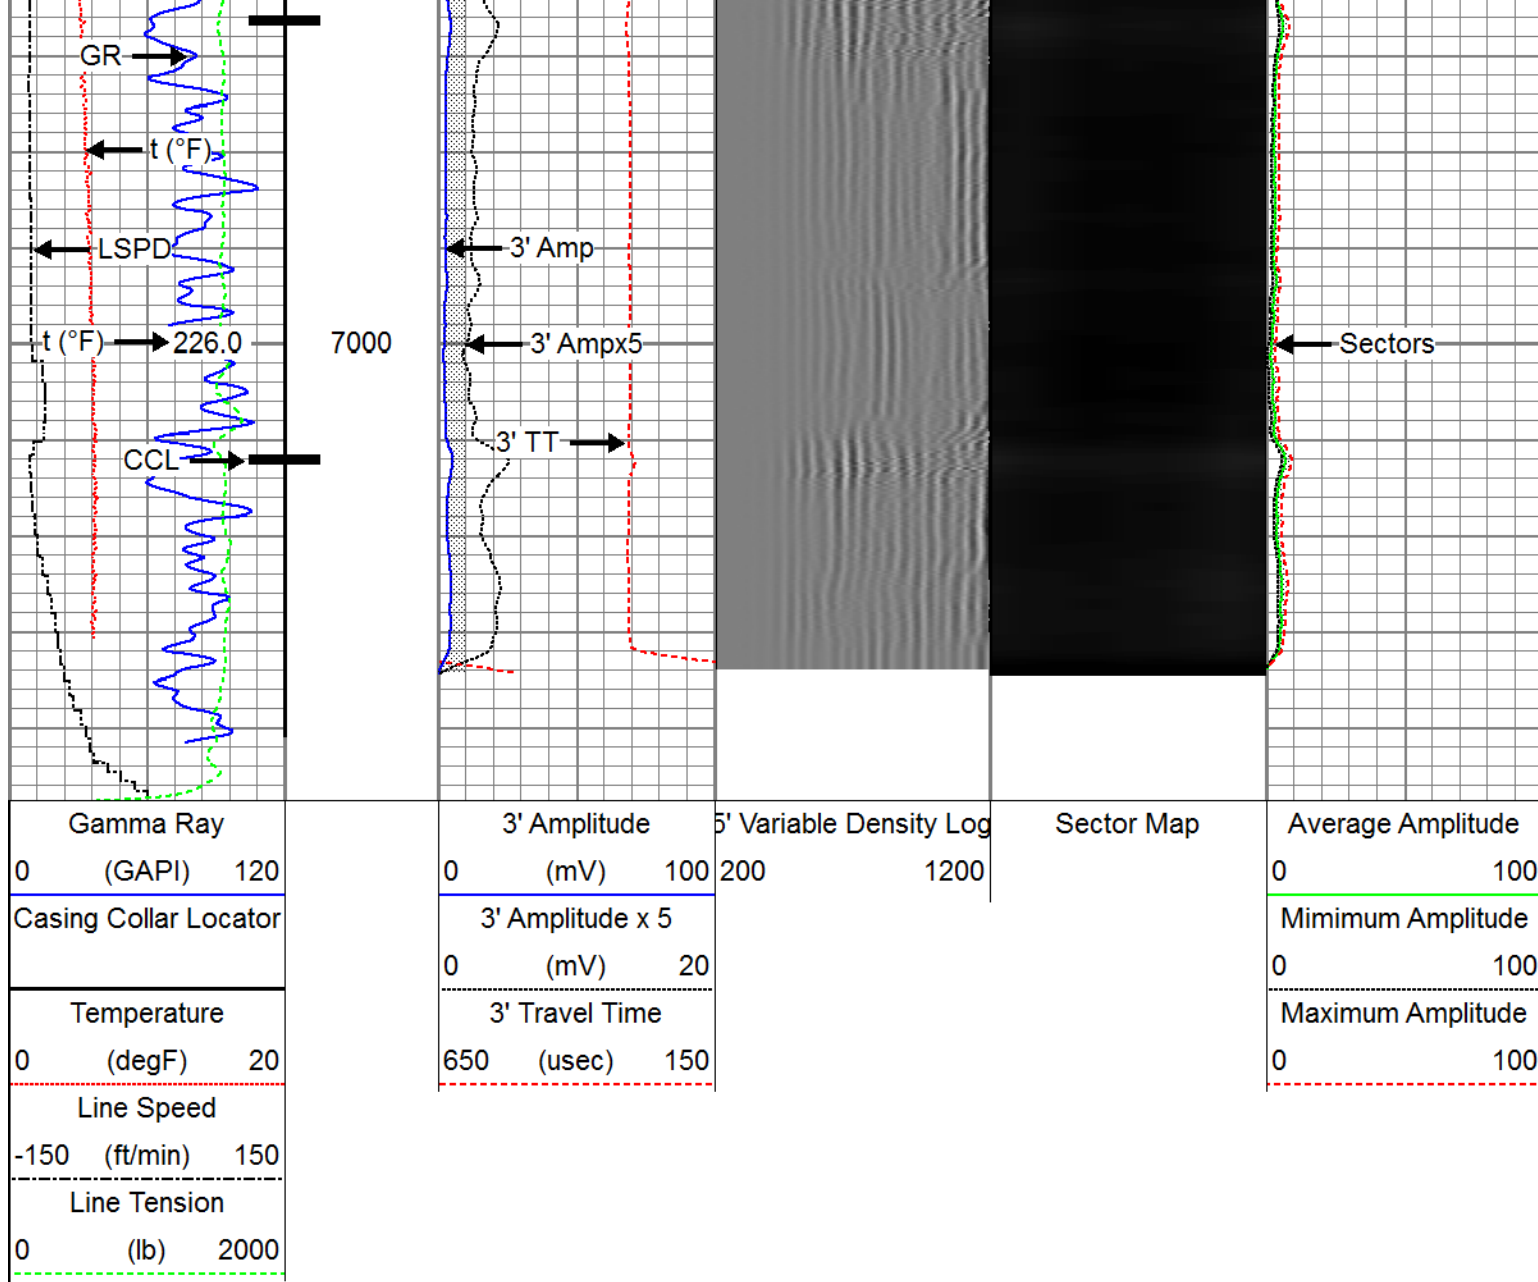 GR
t (°F)
LSPD
3' Amp
t (°F)
226.0
7000
3' Ampx5
Sectors
3' TT
CCL
Gamma Ray
0 (GAPI) 120
Casing Collar Locator
Temperature
0 (degF) 20
Line Speed
-150 (ft/min) 150
Line Tension
0 (lb) 2000
3' Amplitude
0 (mV) 100
3' Amplitude x 5
0 (mV) 20
3' Travel Time
650 (usec) 150
5' Variable Density Log
200 1200
Sector Map
Average Amplitude
0 100
Mimimum Amplitude
0 100
Maximum Amplitude
0 100